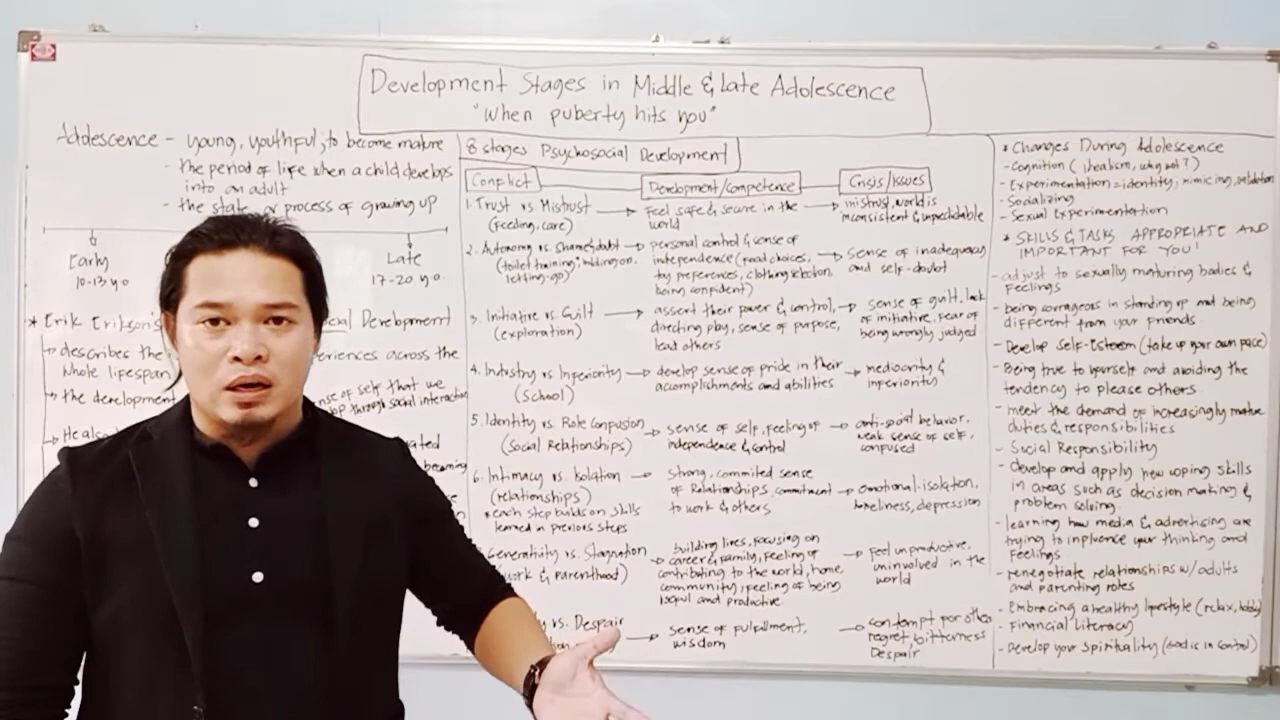 Development Stages in Middle & Late Adolescence
"When puberty hits you"
Adolescence - young, youthful, to become mature
- the period of life when a child develops
into an adult
- the state or process of growing up
Early
10-13 y.o
Late
17-20 y.o.
* Erik Erikson's
Social Development
describes the
experiences across the
whole lifespan
the development
sense of self that we
through social interaction
He also
becoming
8 stages Psychosocial Development
Conflict
Development/competence
Crisis/Issues
1. Trust vs. Mistrust
(feeding, care)
feel safe & secure in the
world
mistrust, world is
inconsistent & unpredictable
2. Autonomy vs. Shame, doubt
(toilet training, holding on,
letting-go)
personal control & sense of
independence (food choices,
toy preferences, clothing selection,
being confident)
Sense of inadequacy
and self-doubt
3. Initiative vs. Guilt
(exploration)
assert their power & control,
directing play, sense of purpose,
lead others
sense of guilt, lack
of initiative, fear of
being wrongly judged
4. Industry vs. Inferiority
(School)
develop sense of pride in their
accomplishments and abilities
mediocrity &
inferiority
5. Identity vs. Role Confusion
(Social Relationships)
sense of self, feeling of
independence & control
anti-social behavior,
weak sense of self,
confused
6. Intimacy vs. Isolation
(relationships)
* each step builds on skills
learned in previous steps
strong, commited sense
of Relationships, commitment
to work & others
emotional-isolation,
loneliness, depression
Generativity vs. Stagnation
(work & parenthood)
building lives, focusing on
career & family, feeling of
contributing to the world, home
community, feeling of being
useful and productive
feel unproductive,
uninvolved in the
world
vs. Despair
sense of fulfillment,
wisdom
contempt for others
regret, bitterness
Despair
* Changes During Adolescence
- Cognition (idealism, why not?)
- Experimentation = identity, mimicing, validation
- Socializing
- Sexual Experimentation
* SKILLS & TASKS APPROPRIATE AND
IMPORTANT FOR YOU!
- adjust to sexually maturing bodies &
feelings
- being courageous in standing up and being
different from your friends.
- Develop self-Esteem (take up your own pace)
- Being true to yourself and avoiding the
tendency to please others.
- meet the demand of increasingly mature
duties & responsibilities
- Social Responsibility
- develop and apply new coping skills
in areas such as decision making &
problem solving.
- learning how media & advertising are
trying to influence your thinking and
feelings
- renegotiate relationships w/ adults
and parenting roles
- Embracing a healthy lifestyle (relax, hobby)
- Financial literacy
- Develop your Spirituality (God is in control)